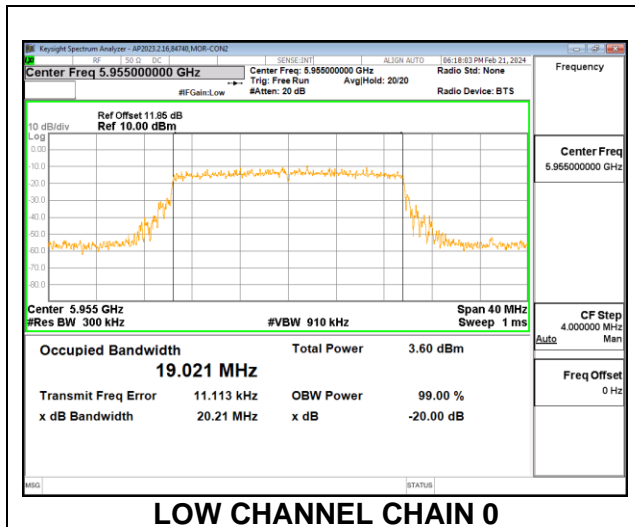 Keysight Spectrum Analyzer - AP2023.2.16,84740,MOR-CON2
RF 50 Ω DC SENSE:INT ALIGN AUTO 06:18:03 PM Feb 21, 2024
Center Freq 5.955000000 GHz
Center Freq: 5.955000000 GHz Radio Std: None
Trig: Free Run Avg|Hold: 20/20
#IFGain:Low #Atten: 20 dB Radio Device: BTS
Frequency
Ref Offset 11.85 dB
10 dB/div Ref 10.00 dBm
Log
0.00
-10.0
-20.0
-30.0
-40.0
-50.0
-60.0
-70.0
-80.0
Center Freq
5.955000000 GHz
Center 5.955 GHz Span 40 MHz
#Res BW 300 kHz #VBW 910 kHz Sweep 1 ms
CF Step
4.000000 MHz
Auto Man
Occupied Bandwidth Total Power 3.60 dBm
19.021 MHz
Transmit Freq Error 11.113 kHz OBW Power 99.00 %
x dB Bandwidth 20.21 MHz x dB -20.00 dB
Freq Offset
0 Hz
MSG STATUS
LOW CHANNEL CHAIN 0